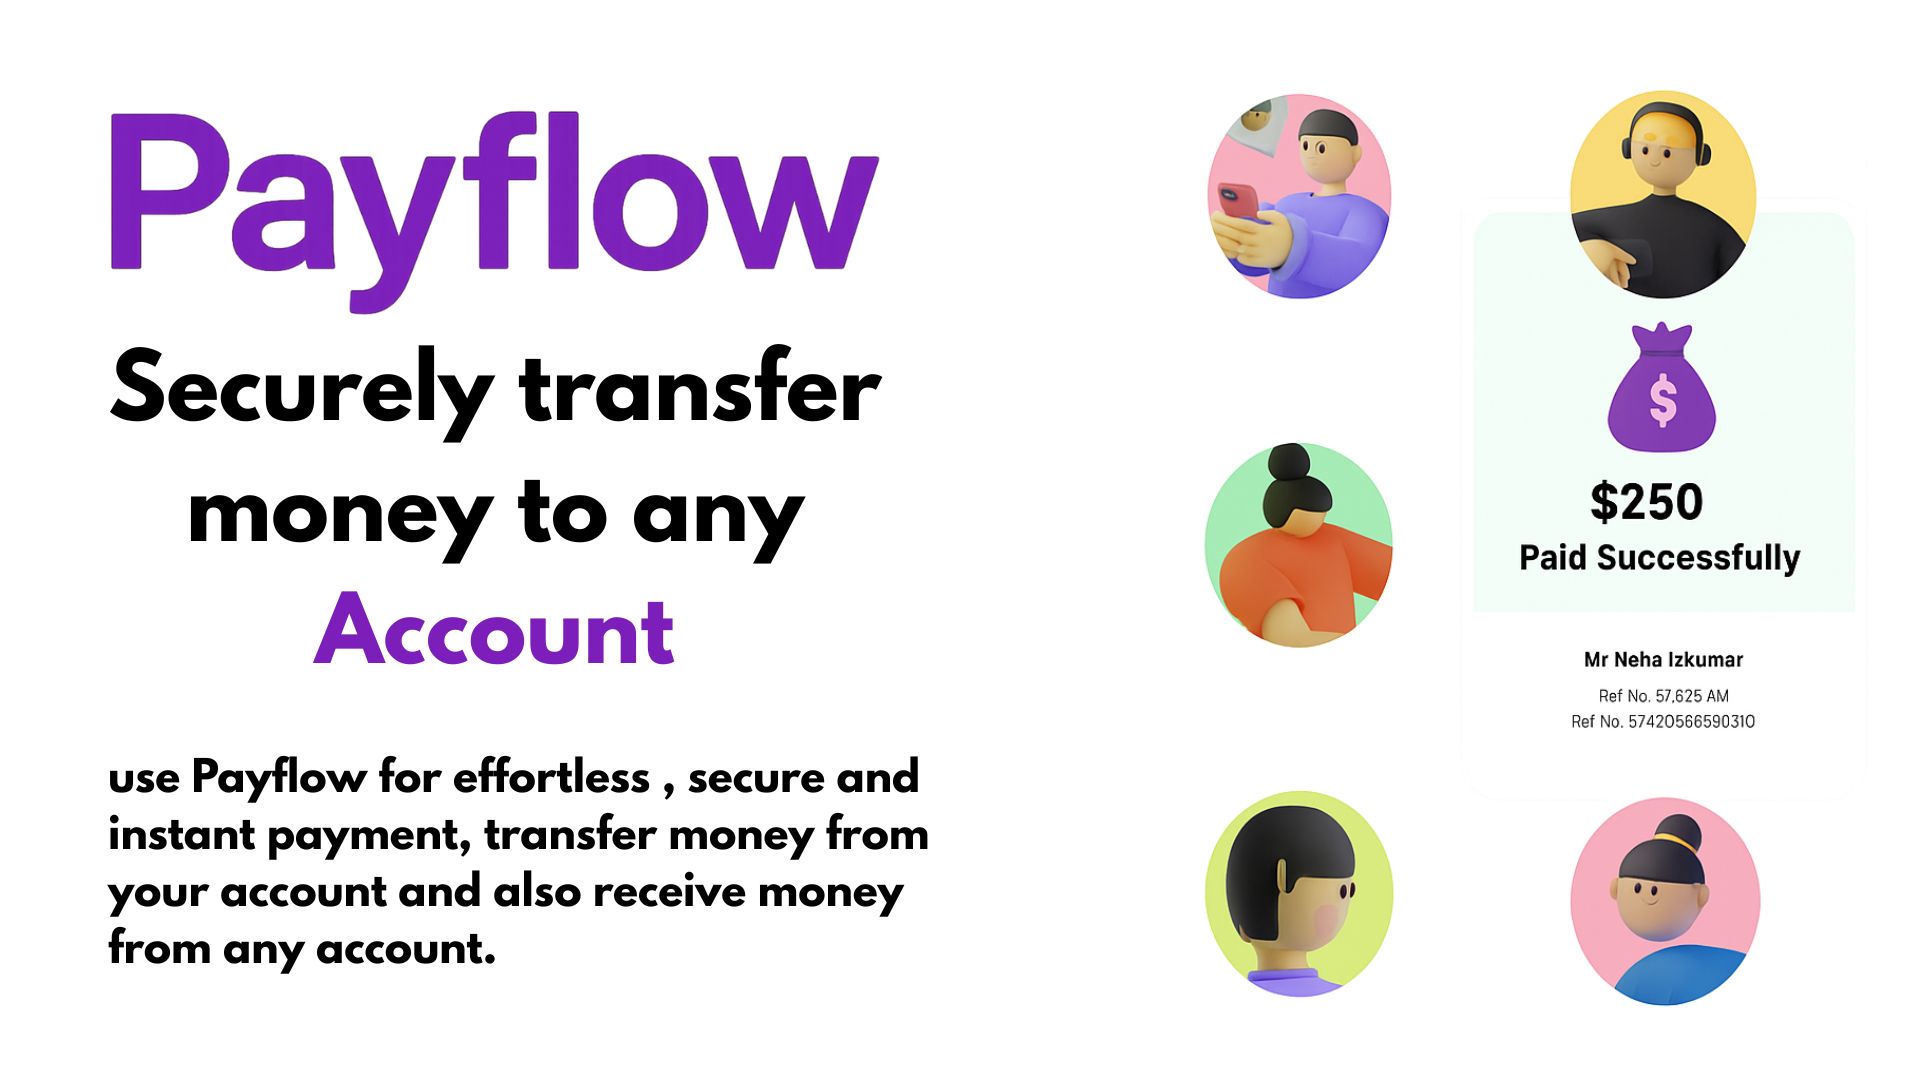 Payflow
Securely transfer
money to any
Account
use Payflow for effortless , secure and
instant payment, transfer money from
your account and also receive money
from any account.
$
$250
Paid Successfully
Mr Neha Izkumar
Ref No. 57,625 AM
Ref No. 57420566590310